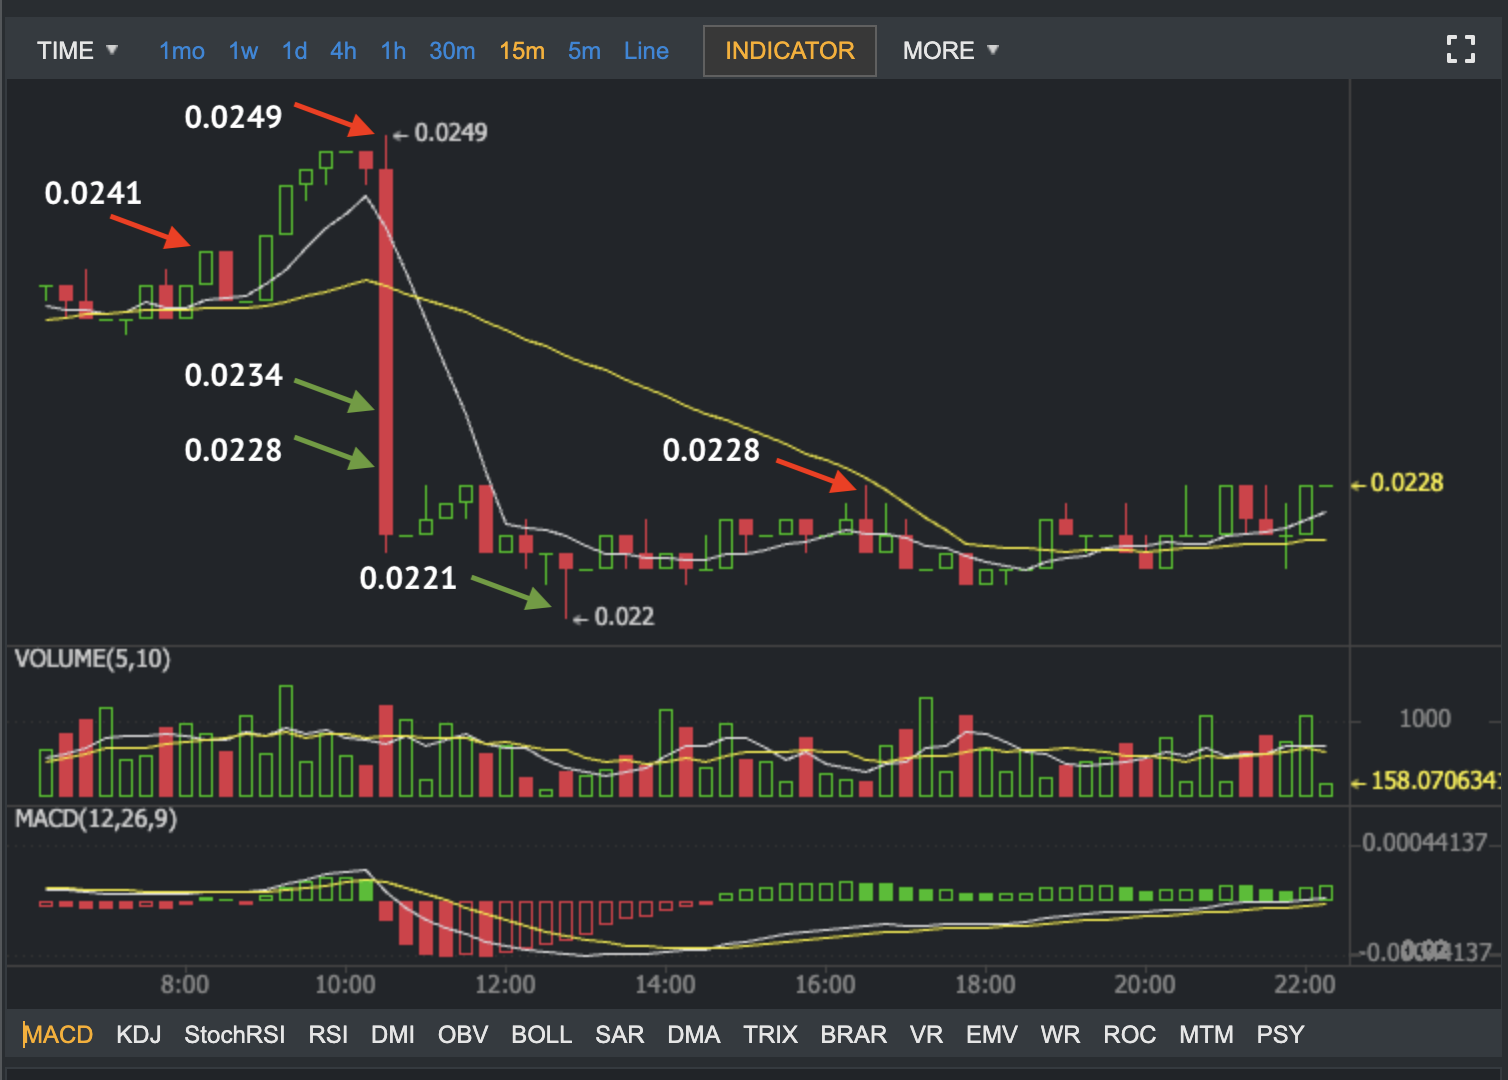 TIME ▼ 1mo 1w 1d 4h 1h 30m 15m 5m Line INDICATOR MORE ▼
0.0249
←0.0249
0.0241
0.0234
0.0228
0.0228
←0.0228
0.0221
←0.022
VOLUME(5,10)
1000
←158.0706341
MACD(12,26,9)
0.00044137
8:00 10:00 12:00 14:00 16:00 18:00 20:00 22:00
MACD KDJ StochRSI RSI DMI OBV BOLL SAR DMA TRIX BRAR VR EMV WR ROC MTM PSY